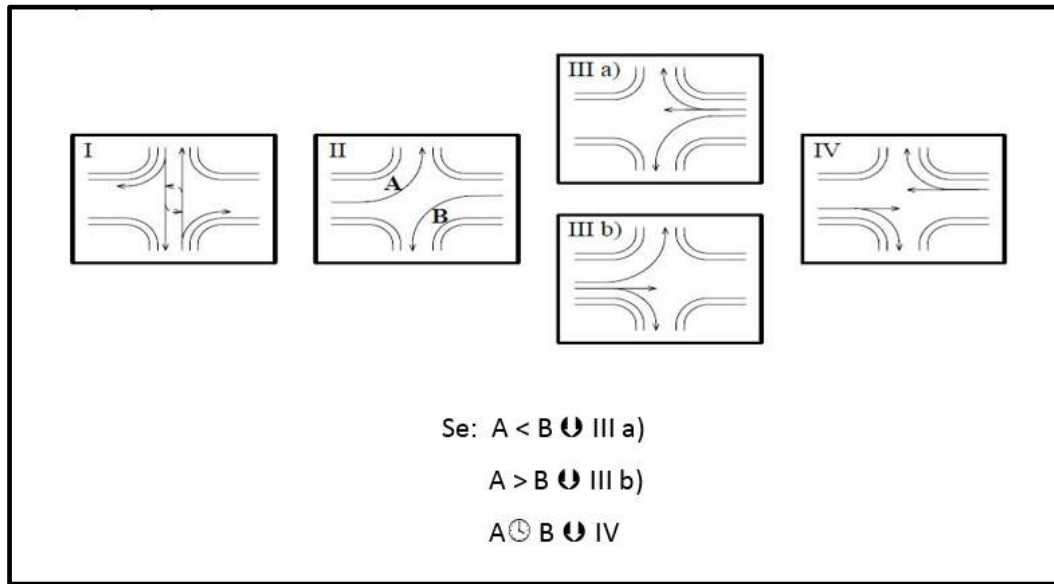 I
II
A
B
III a)
III b)
IV
Se: A < B ⮋ III a)
A > B ⮋ III b)
A🕒 B ⮋ IV